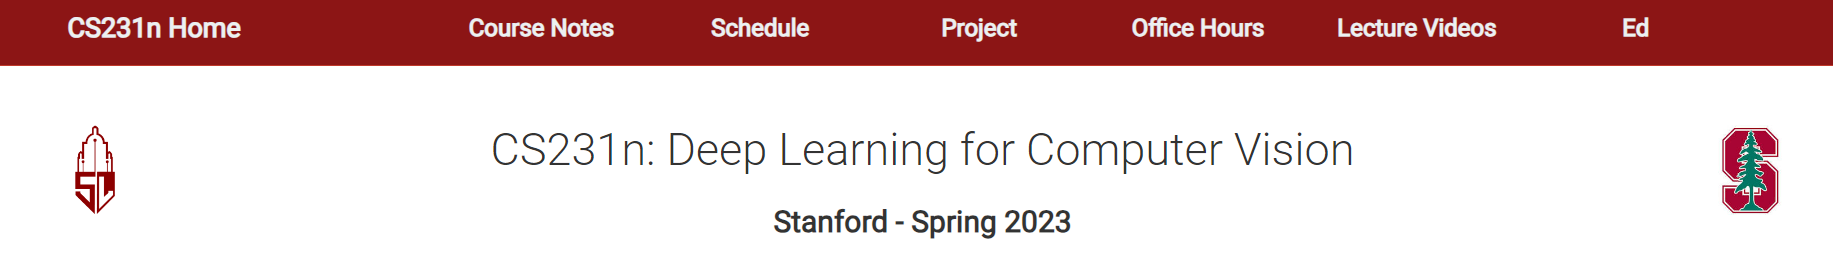 CS231n Home Course Notes Schedule Project Office Hours Lecture Videos Ed
CS231n: Deep Learning for Computer Vision
Stanford - Spring 2023
SL
S